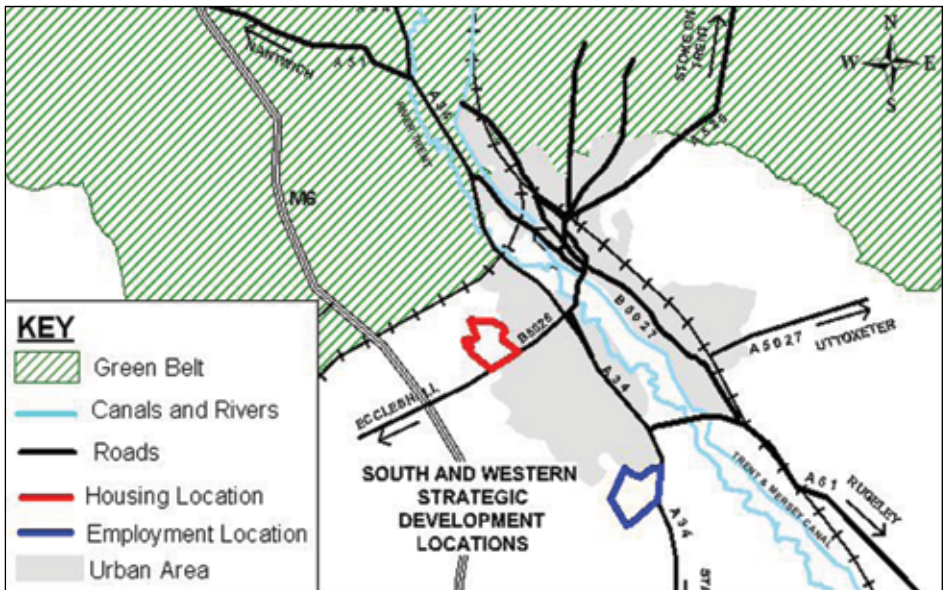 A34
N
W E
S
NANTWICH
A51
STOKE ON
TRENT
A34
RIVER TRENT
A520
M6
B5027
B5026
A5027
UTTOXETER
ECCLESHALL
A34
KEY
Green Belt
Canals and Rivers
Roads
Housing Location
Employment Location
Urban Area
SOUTH AND WESTERN
STRATEGIC
DEVELOPMENT
LOCATIONS
TRENT & MERSEY CANAL
A51
RUGELEY
A34
STA